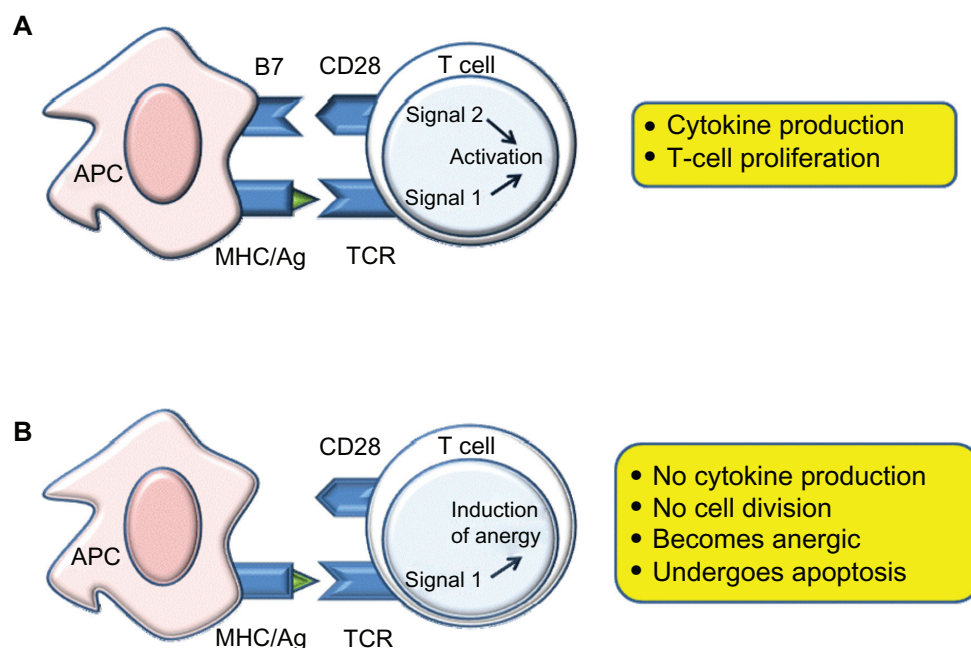 A
B7
CD28
T cell
Signal 2
Activation
Signal 1
APC
MHC/Ag
TCR
• Cytokine production
• T-cell proliferation
B
CD28
T cell
Induction
of anergy
Signal 1
APC
MHC/Ag
TCR
• No cytokine production
• No cell division
• Becomes anergic
• Undergoes apoptosis